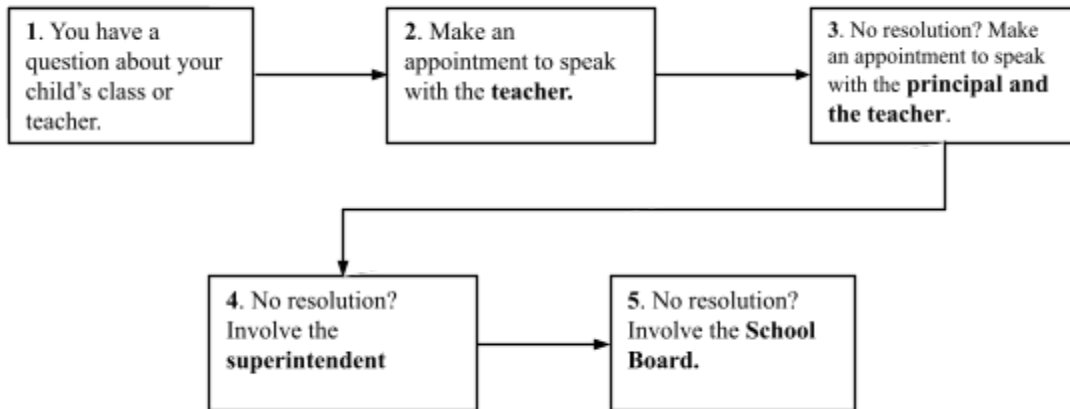 1. You have a
question about your
child’s class or
teacher.
2. Make an
appointment to speak
with the teacher.
3. No resolution? Make
an appointment to speak
with the principal and
the teacher.
4. No resolution?
Involve the
superintendent
5. No resolution?
Involve the School
Board.